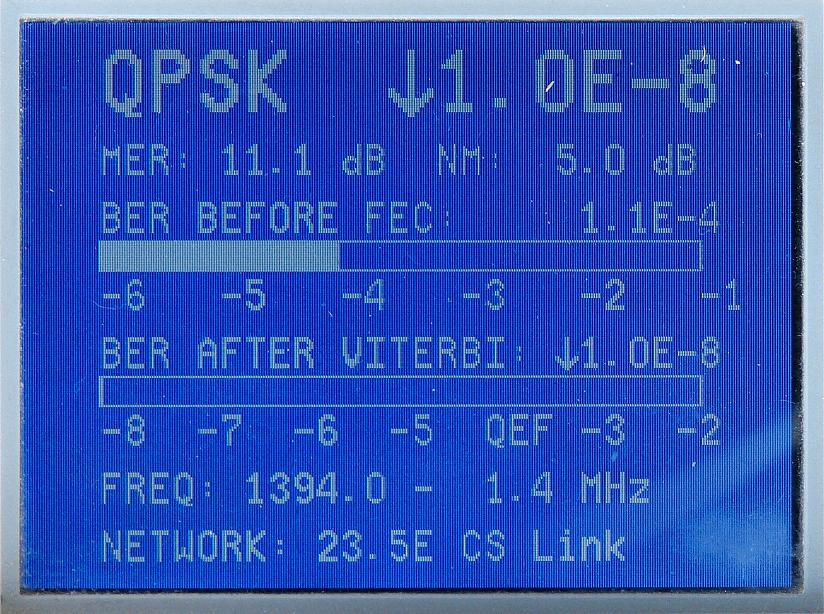 QPSK ↓1.0E-8
MER: 11.1 dB NM: 5.0 dB
BER BEFORE FEC: 1.1E-4
-6 -5 -4 -3 -2 -1
BER AFTER VITERBI: ↓1.0E-8
-8 -7 -6 -5 QEF -3 -2
FREQ: 1394.0 - 1.4 MHz
NETWORK: 23.5E CS Link